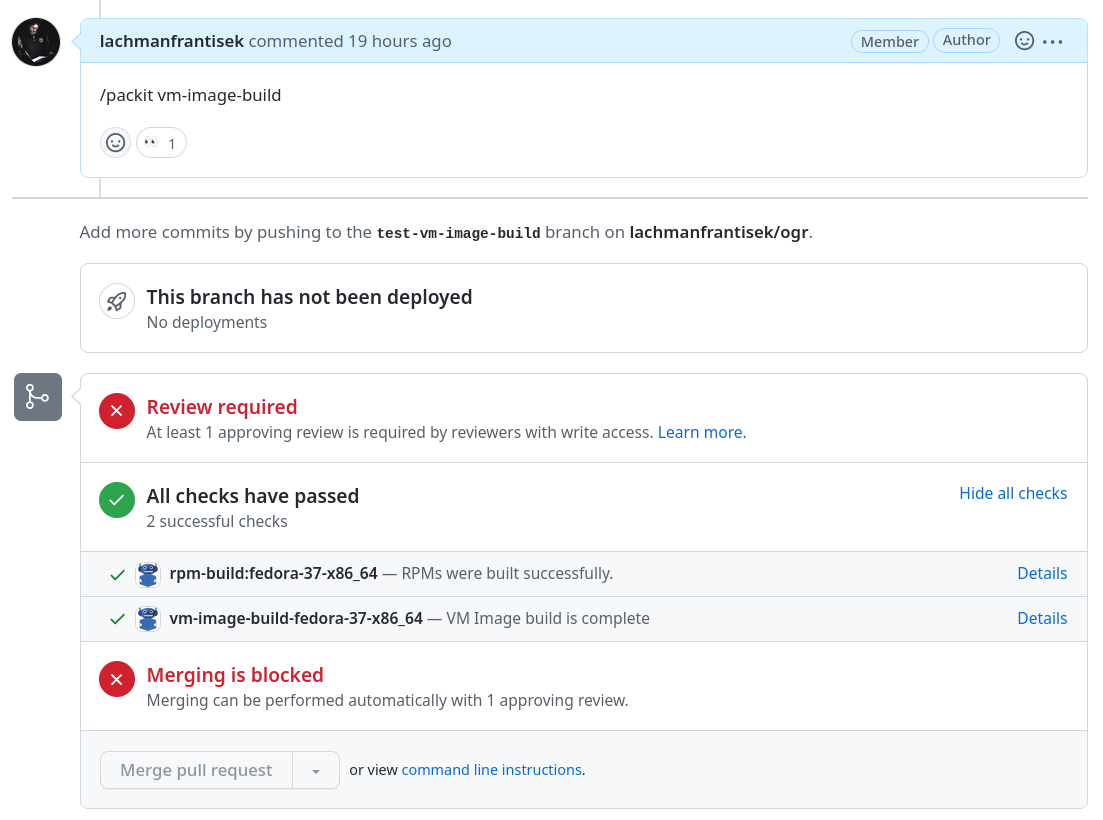 lachmanfrantisek commented 19 hours ago Member Author
/packit vm-image-build
1
Add more commits by pushing to the test-vm-image-build branch on lachmanfrantisek/ogr.
This branch has not been deployed
No deployments
Review required
At least 1 approving review is required by reviewers with write access. Learn more.
All checks have passed Hide all checks
2 successful checks
rpm-build:fedora-37-x86_64 — RPMs were built successfully. Details
vm-image-build-fedora-37-x86_64 — VM Image build is complete Details
Merging is blocked
Merging can be performed automatically with 1 approving review.
Merge pull request or view command line instructions.